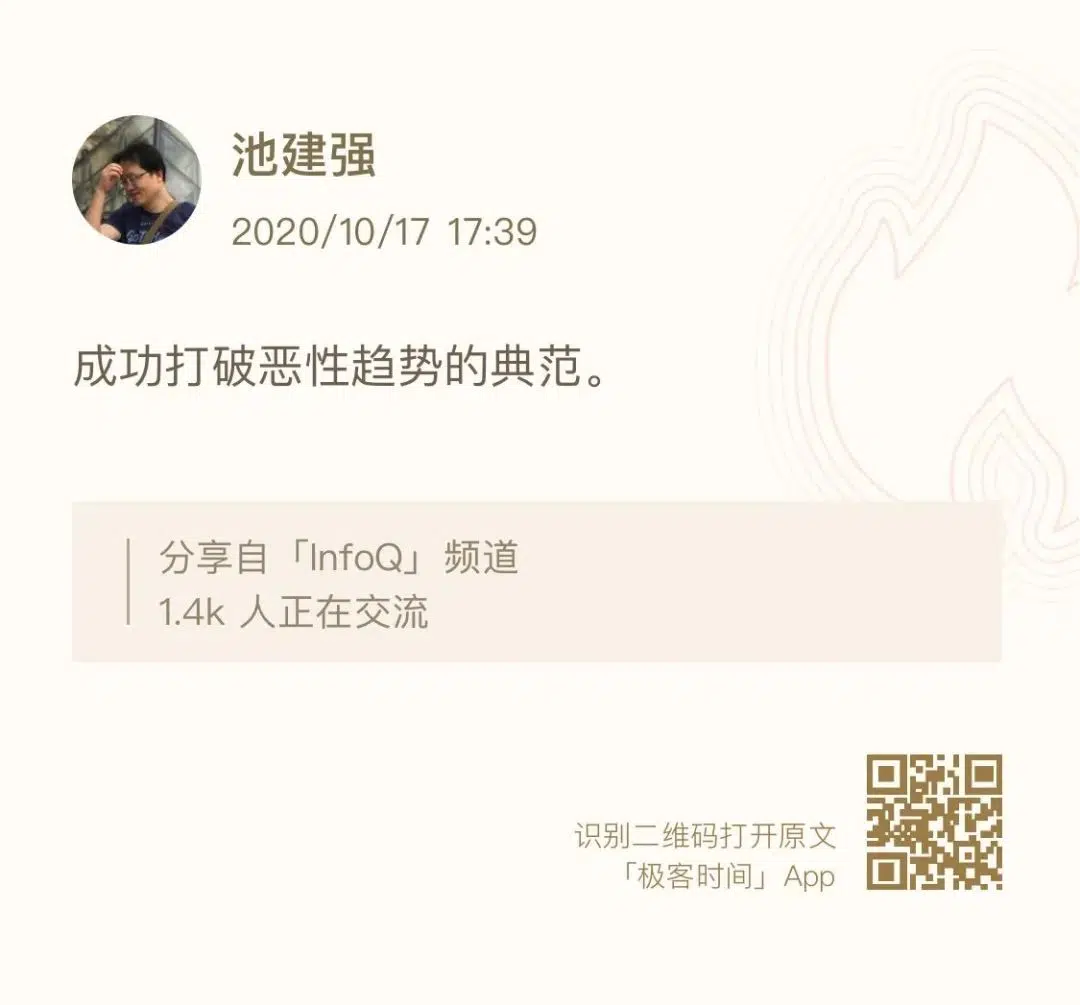 池建强
2020/10/17 17:39
成功打破恶性趋势的典范。
分享自「InfoQ」频道
1.4k 人正在交流
识别二维码打开原文
「极客时间」App